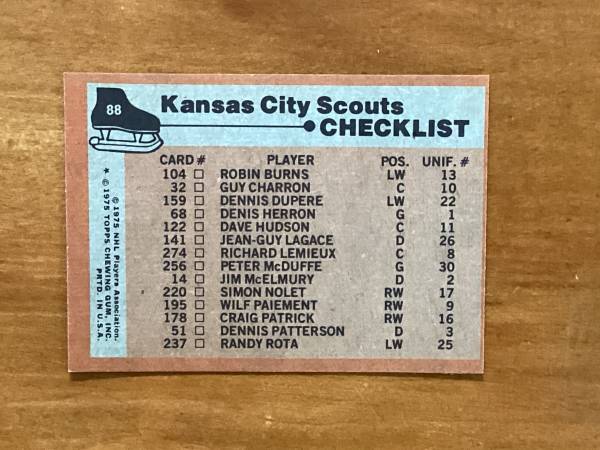 88
Kansas City Scouts
CHECKLIST
CARD # PLAYER POS. UNIF. #
104 □ ROBIN BURNS LW 13
32 □ GUY CHARRON C 10
159 □ DENNIS DUPERE LW 22
68 □ DENIS HERRON G 1
122 □ DAVE HUDSON C 11
141 □ JEAN-GUY LAGACE D 26
274 □ RICHARD LEMIEUX C 8
256 □ PETER McDUFFE G 30
14 □ JIM McELMURY D 2
220 □ SIMON NOLET RW 17
195 □ WILF PAIEMENT RW 9
178 □ CRAIG PATRICK RW 16
51 □ DENNIS PATTERSON D 3
237 □ RANDY ROTA LW 25
© 1975 NHL Players Association.
* © 1975 TOPPS CHEWING GUM, INC.
PRTD. IN U.S.A.